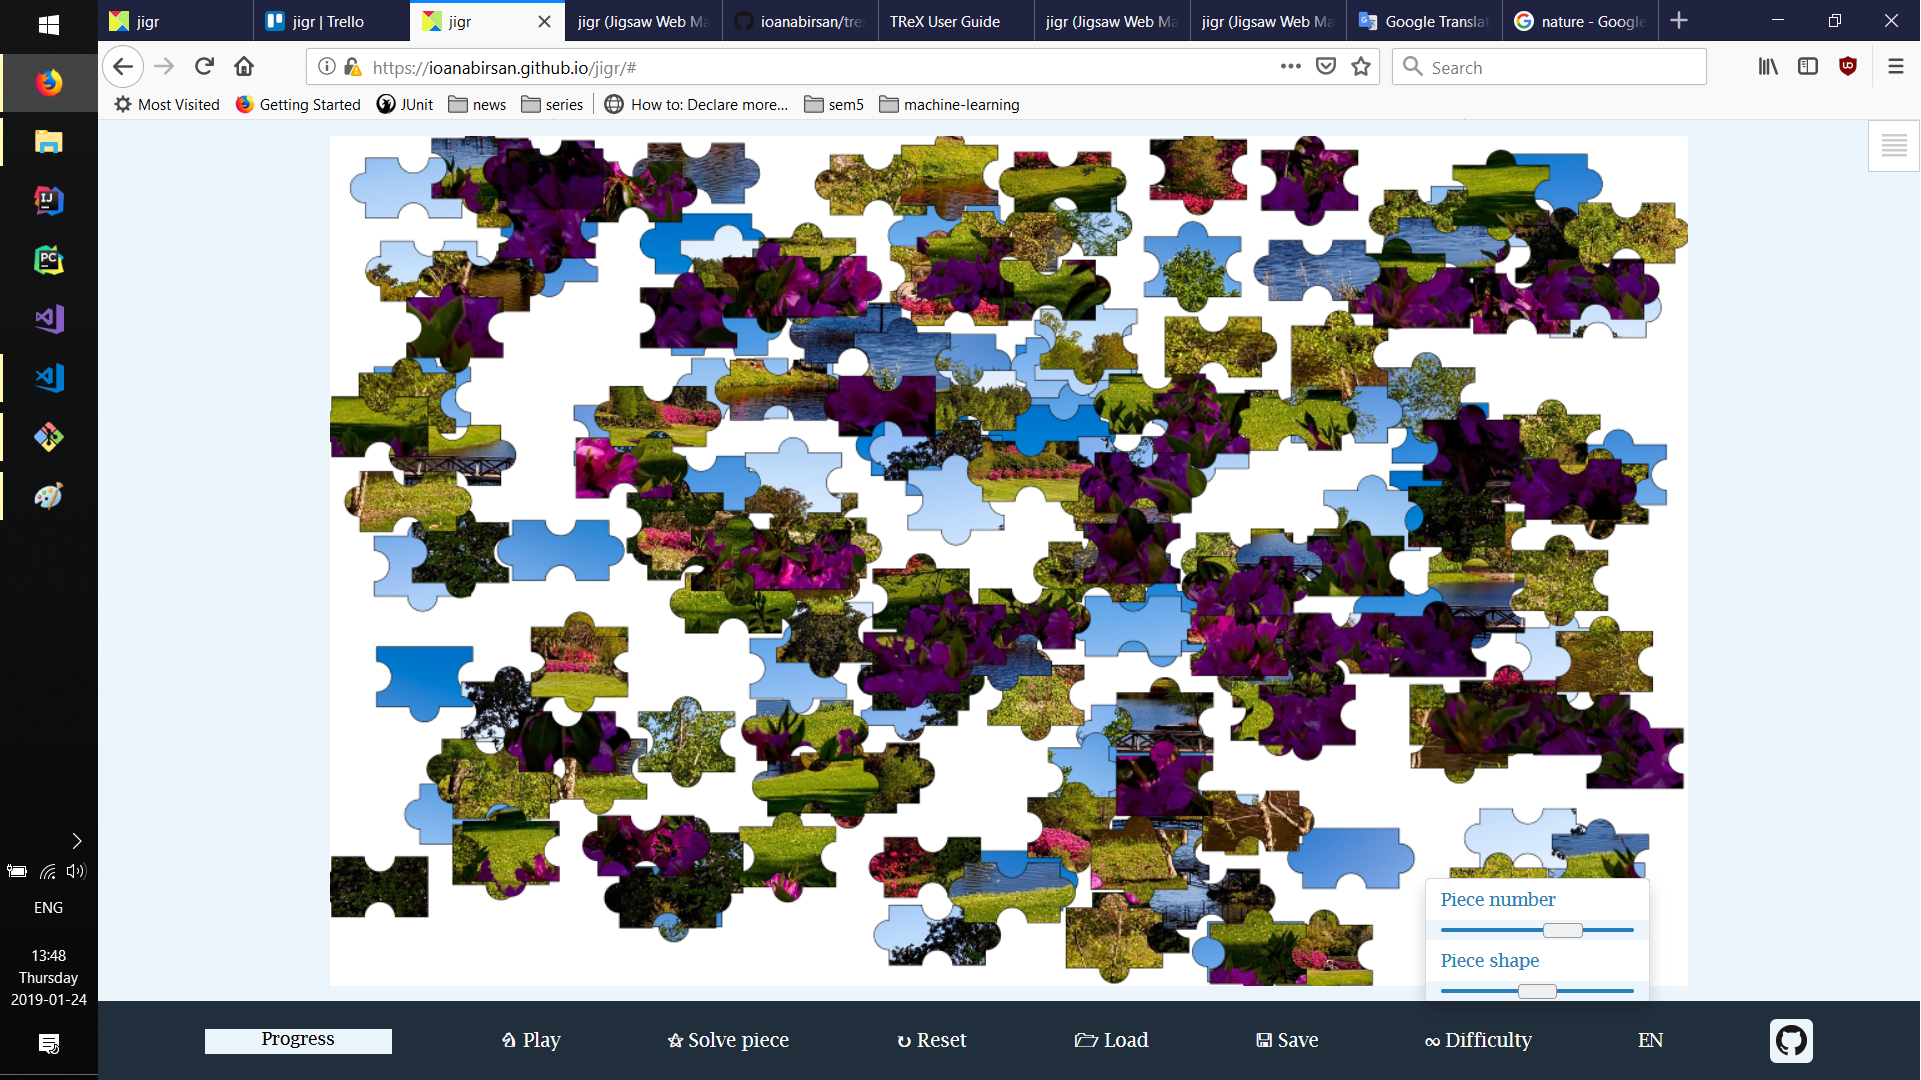 jigr
jigr | Trello
jigr
jigr (Jigsaw Web Ma
ioanabirsan/tre
TReX User Guide
jigr (Jigsaw Web Ma
jigr (Jigsaw Web Ma
Google Translat
nature - Google
https://ioanabirsan.github.io/jigr/#
Search
Most Visited
Getting Started
JUnit
news
series
How to: Declare more...
sem5
machine-learning
IJ
PC
ENG
13:48
Thursday
2019-01-24
Piece number
Piece shape
Progress
Play
Solve piece
Reset
Load
Save
Difficulty
EN